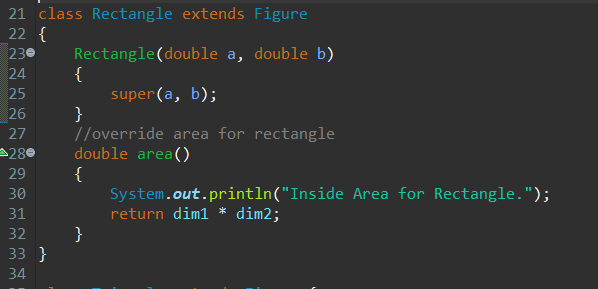 21 class Rectangle extends Figure
22 {
23 Rectangle(double a, double b)
24 {
25 super(a, b);
26 }
27 //override area for rectangle
28 double area()
29 {
30 System.out.println("Inside Area for Rectangle.");
31 return dim1 * dim2;
32 }
33 }
34